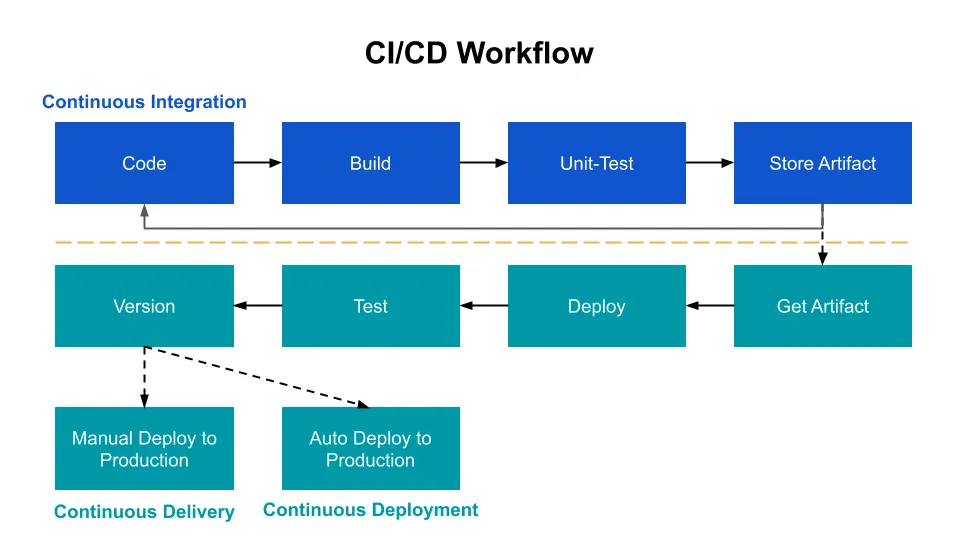 CI/CD Workflow
Continuous Integration
Code
Build
Unit-Test
Store Artifact
Version
Test
Deploy
Get Artifact
Manual Deploy to
Production
Auto Deploy to
Production
Continuous Delivery
Continuous Deployment